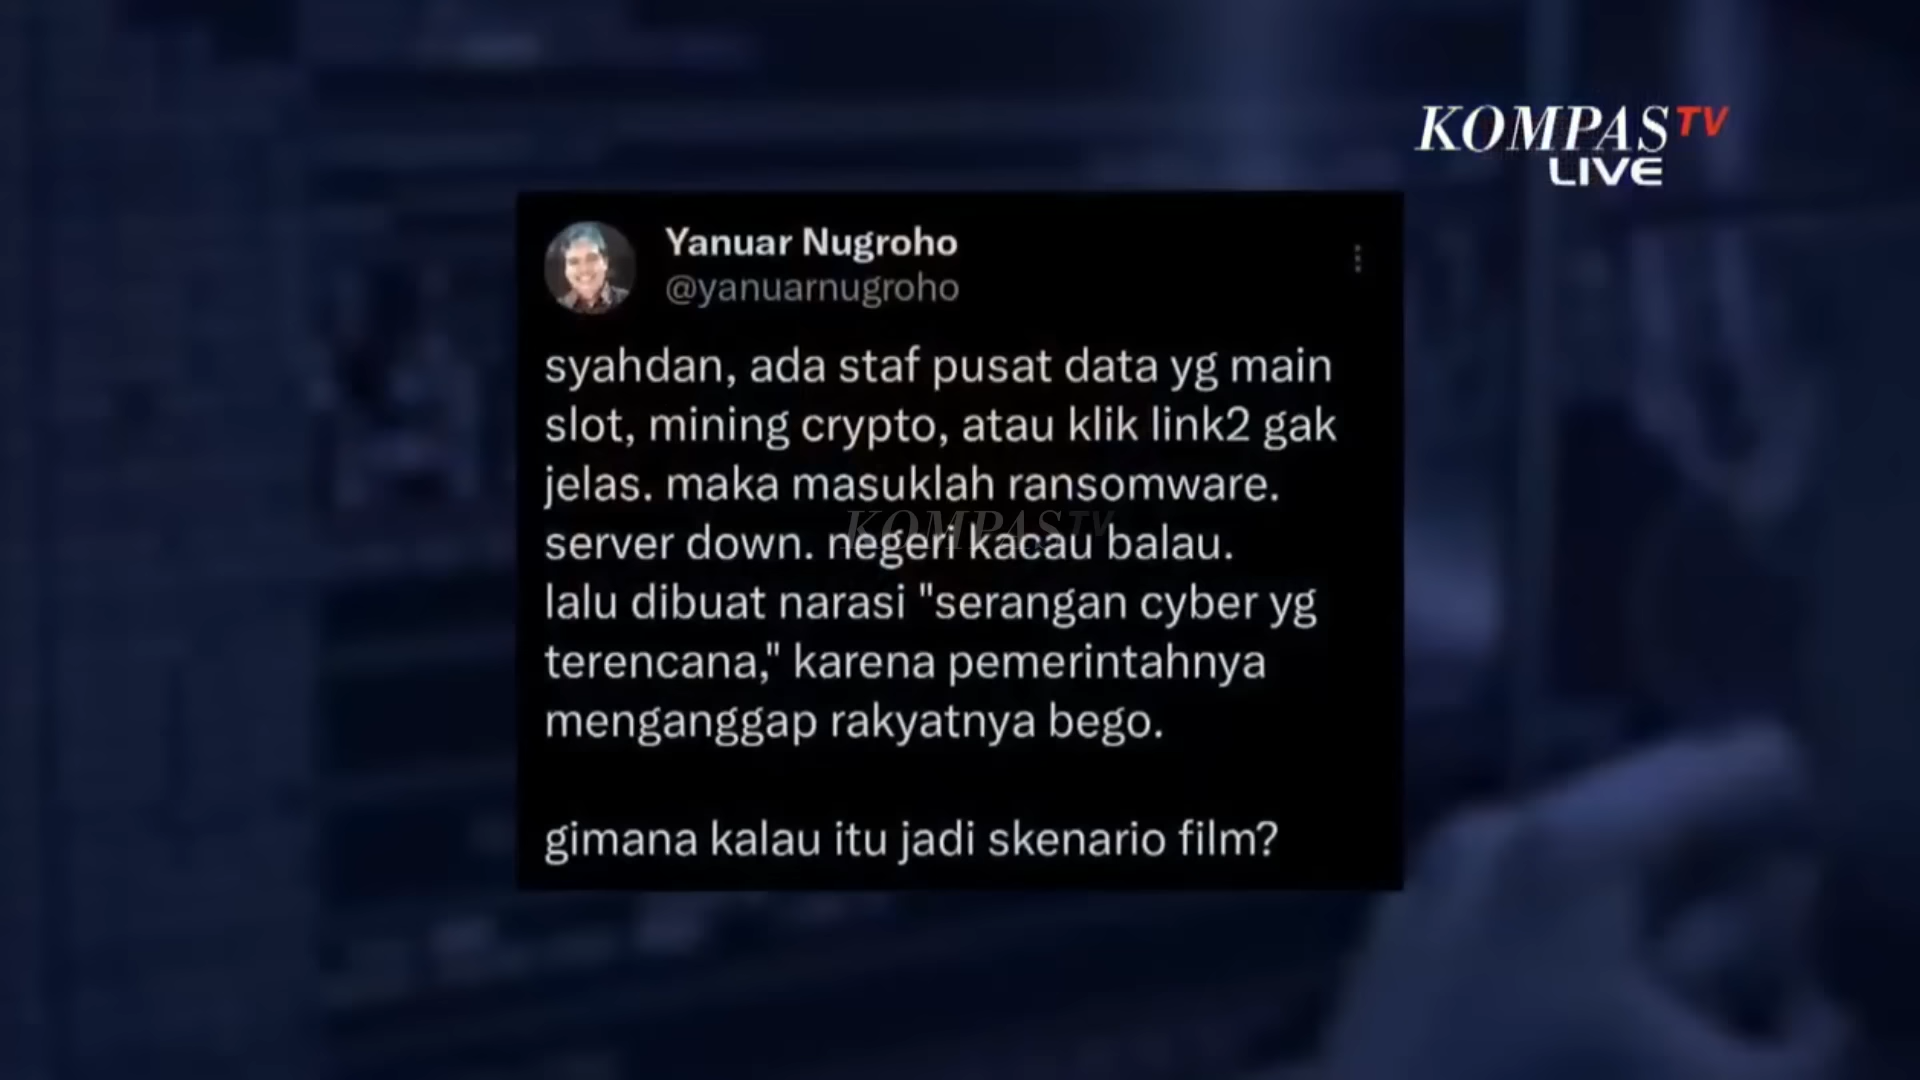 KOMPAS TV
LIVE
Yanuar Nugroho
@yanuarnugroho
syahdan, ada staf pusat data yg main
slot, mining crypto, atau klik link2 gak
jelas. maka masuklah ransomware.
server down. negeri kacau balau.
lalu dibuat narasi "serangan cyber yg
terencana," karena pemerintahnya
menganggap rakyatnya bego.
gimana kalau itu jadi skenario film?
KOMPAS TV